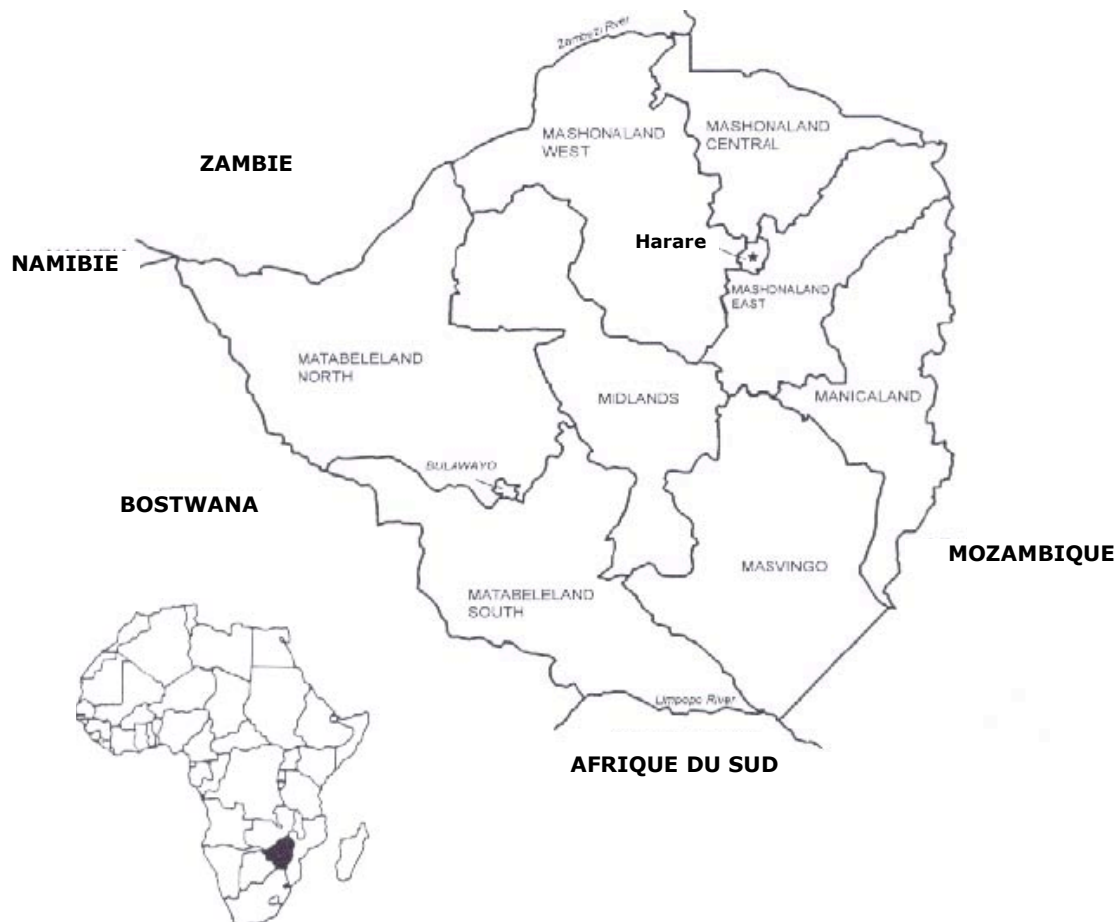 Zambezi River
MASHONALAND
WEST
MASHONALAND
CENTRAL
ZAMBIE
Harare
NAMIBIE
MASHONALAND
EAST
MATABELELAND
NORTH
MIDLANDS
MANICALAND
BULAWAYO
BOSTWANA
MOZAMBIQUE
MASVINGO
MATABELELAND
SOUTH
Limpopo River
AFRIQUE DU SUD